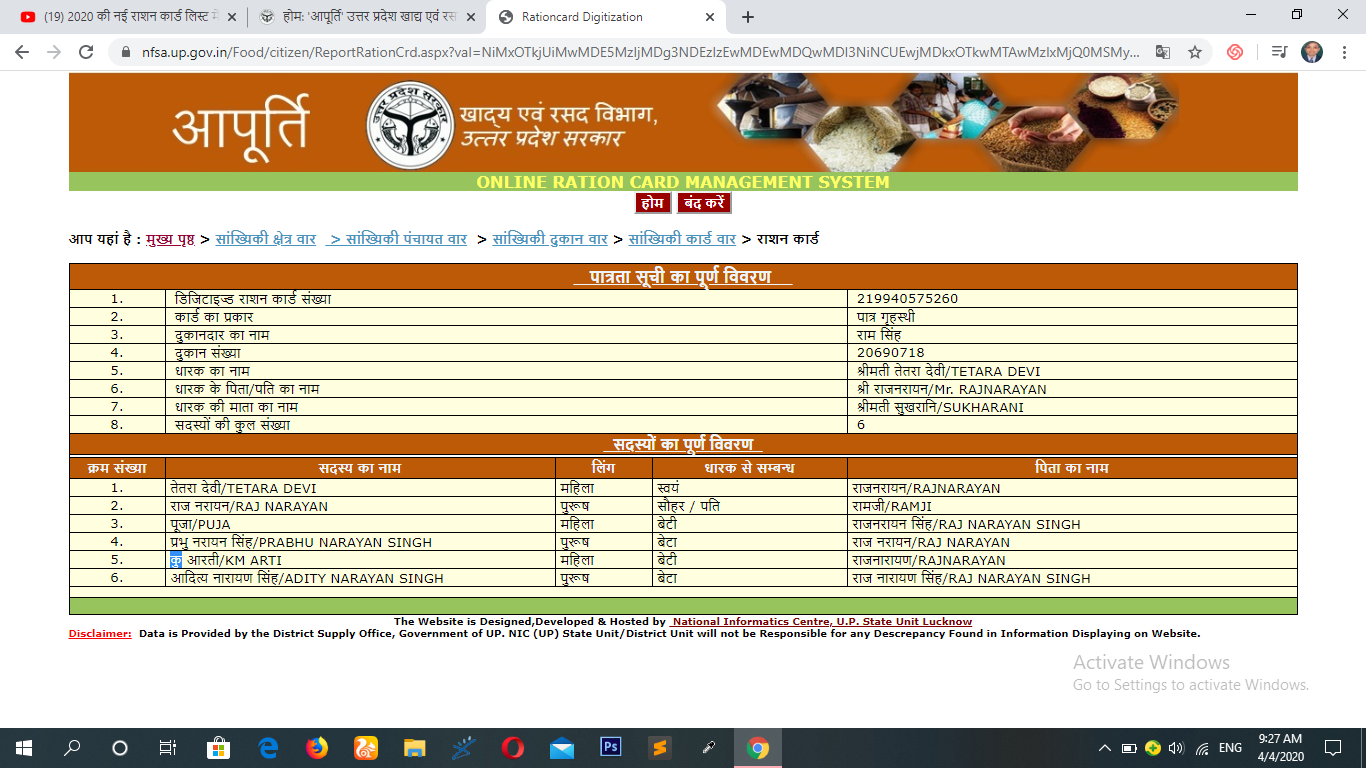 (19) 2020 की नई राशन कार्ड लिस्ट में
होम: 'आपूर्ति' उत्तर प्रदेश खाद्य एवं रस
Rationcard Digitization
nfsa.up.gov.in/Food/citizen/ReportRationCrd.aspx?val=
आपूर्ति
खाद्य एवं रसद विभाग,
उत्तर प्रदेश सरकार
ONLINE RATION CARD MANAGEMENT SYSTEM
होम बंद करें
आप यहां है : मुख्य पृष्ठ > सांख्यिकी क्षेत्र वार > सांख्यिकी पंचायत वार > सांख्यिकी दुकान वार > सांख्यिकी कार्ड वार > राशन कार्ड
पात्रता सूची का पूर्ण विवरण
1. डिजिटाइज्ड राशन कार्ड संख्या 219940575260
2. कार्ड का प्रकार पात्र गृहस्थी
3. दुकानदार का नाम राम सिंह
4. दुकान संख्या 20690718
5. धारक का नाम श्रीमती तेतरा देवी/TETARA DEVI
6. धारक के पिता/पति का नाम श्री राजनरायन/Mr. RAJNARAYAN
7. धारक की माता का नाम श्रीमती सुखरानि/SUKHARANI
8. सदस्यों की कुल संख्या 6
सदस्यों का पूर्ण विवरण
क्रम संख्या सदस्य का नाम लिंग धारक से सम्बन्ध पिता का नाम
1. तेतरा देवी/TETARA DEVI महिला स्वयं राजनरायन/RAJNARAYAN
2. राज नरायन/RAJ NARAYAN पुरूष सौहर / पति रामजी/RAMJI
3. पूजा/PUJA महिला बेटी राजनरायन सिंह/RAJ NARAYAN SINGH
4. प्रभु नरायन सिंह/PRABHU NARAYAN SINGH पुरूष बेटा राज नरायन/RAJ NARAYAN
5. कु आरती/KM ARTI महिला बेटी राजनारायण/RAJNARAYAN
6. आदित्य नारायण सिंह/ADITY NARAYAN SINGH पुरूष बेटा राज नारायण सिंह/RAJ NARAYAN SINGH
The Website is Designed,Developed & Hosted by National Informatics Centre, U.P. State Unit Lucknow
Disclaimer: Data is Provided by the District Supply Office, Government of UP. NIC (UP) State Unit/District Unit will not be Responsible for any Descrepancy Found in Information Displaying on Website.
Activate Windows
Go to Settings to activate Windows.
Ps
ENG
9:27 AM
4/4/2020